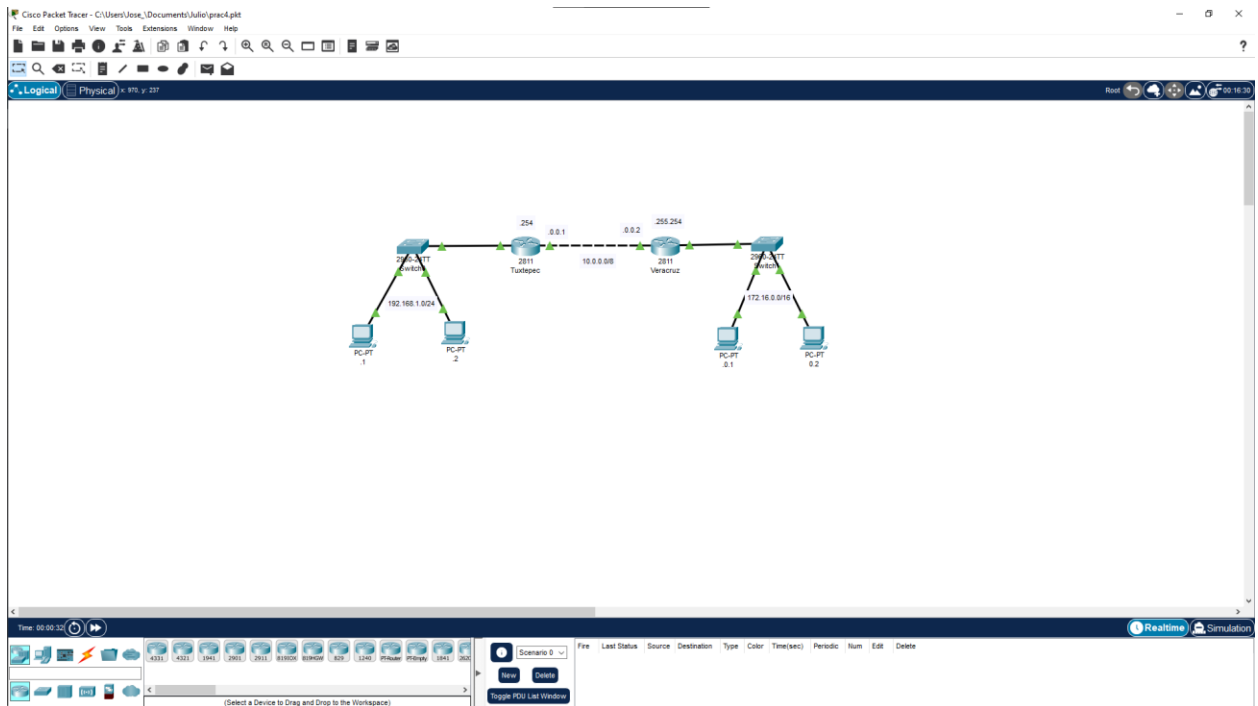 Cisco Packet Tracer - C:\Users\Jose_\Documents\Julio\prac4.pkt
File Edit Options View Tools Extensions Window Help
?
Logical Physical x: 970, y: 237
Root 00:16:30
.254
.0.0.1
.0.0.2
.255.254
2960-24TT
Switch
2811
Tuxtepec
10.0.0.0/8
2811
Veracruz
2960-24TT
Switch
192.168.1.0/24
172.16.0.0/16
PC-PT
.1
PC-PT
.2
PC-PT
.0.1
PC-PT
0.2
Time: 00:00:32
Realtime Simulation
4331 4321 1941 2901 2911 819IOX 819HGW 829 1240 PT-Router PT-Empty 1841
(Select a Device to Drag and Drop to the Workspace)
Scenario 0
New Delete
Toggle PDU List Window
Fire Last Status Source Destination Type Color Time(sec) Periodic Num Edit Delete